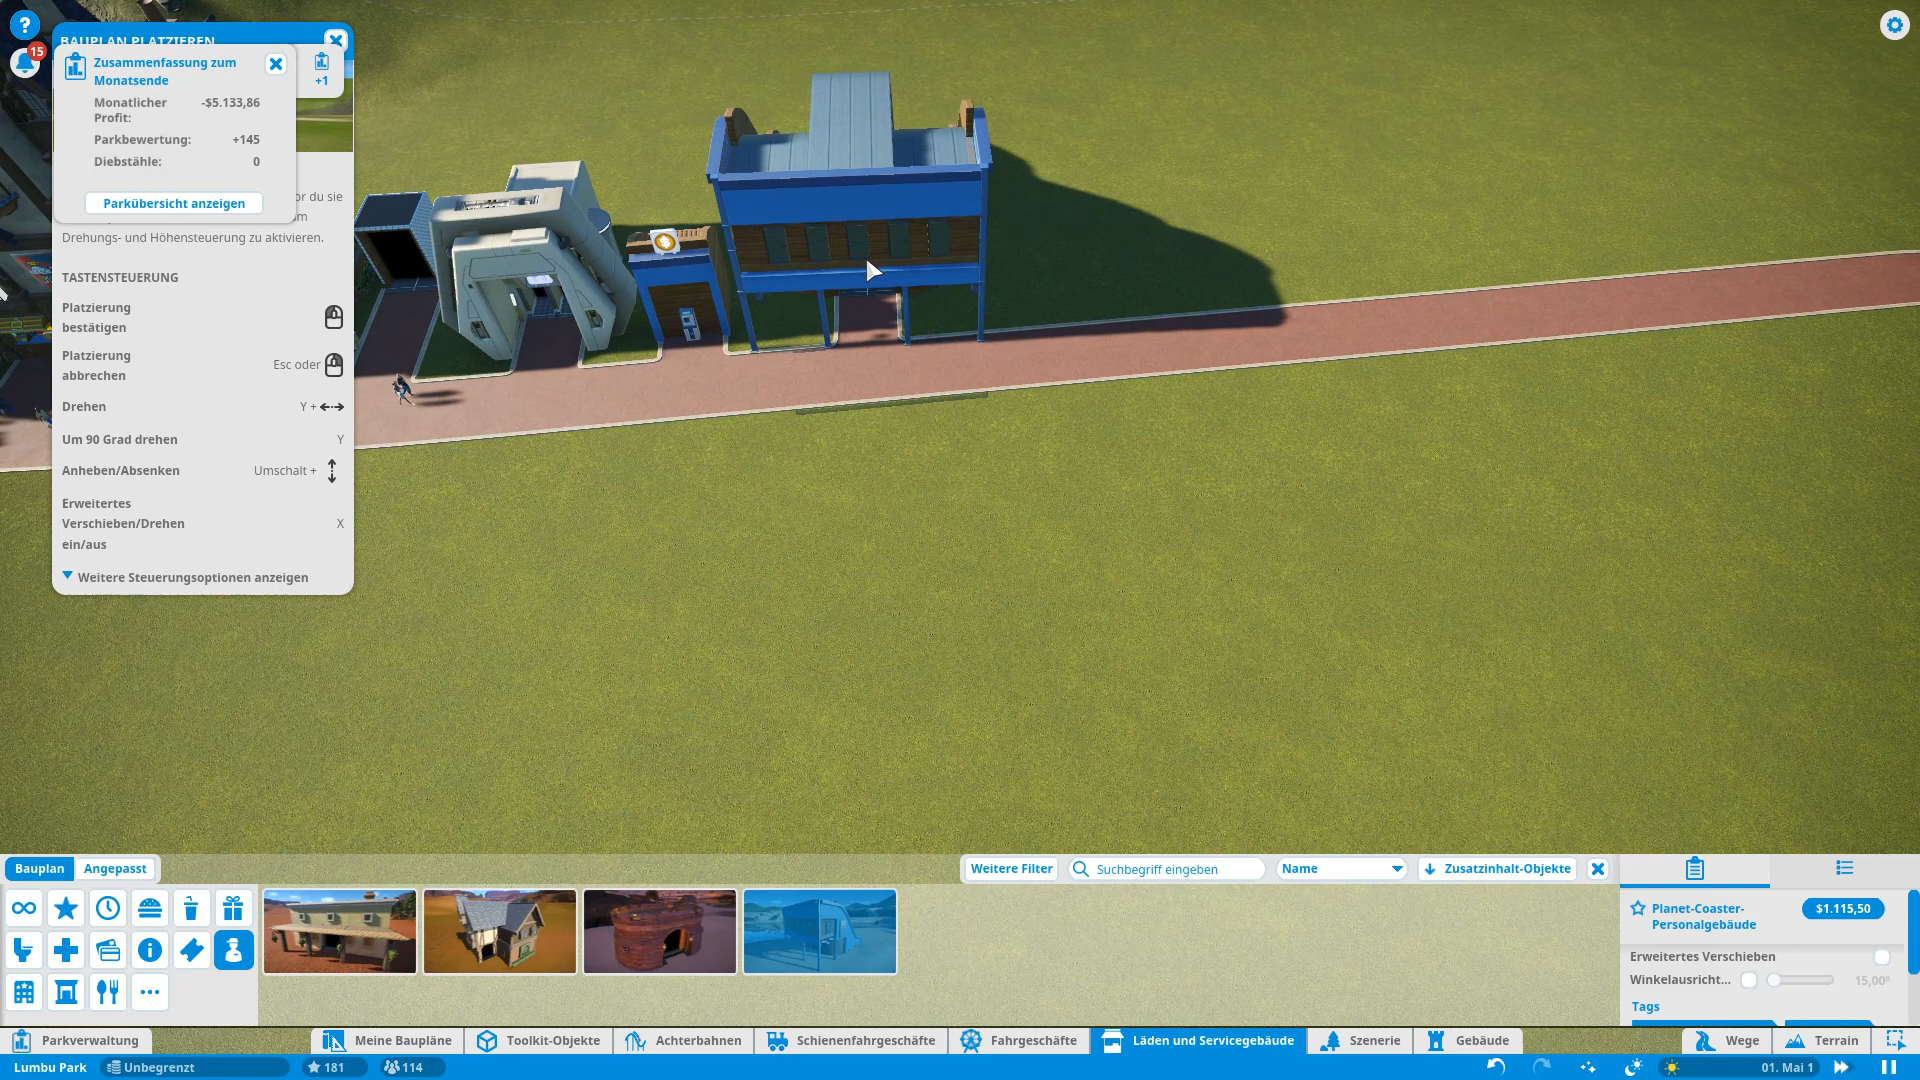 BAUPLAN PLATZIEREN
15
Zusammenfassung zum
Monatsende
+1
Monatlicher
Profit:
-$5.133,86
Parkbewertung:
+145
Diebstähle:
0
Parkübersicht anzeigen
or du sie
m
Drehungs- und Höhensteuerung zu aktivieren.
TASTENSTEUERUNG
Platzierung
bestätigen
Platzierung
abbrechen
Esc oder
Drehen
Y +
Um 90 Grad drehen
Y
Anheben/Absenken
Umschalt +
Erweitertes
Verschieben/Drehen
ein/aus
X
Weitere Steuerungsoptionen anzeigen
Bauplan
Angepasst
Weitere Filter
Suchbegriff eingeben
Name
Zusatzinhalt-Objekte
Planet-Coaster-
Personalgebäude
$1.115,50
Erweitertes Verschieben
Winkelausricht...
15,00°
Tags
Parkverwaltung
Meine Baupläne
Toolkit-Objekte
Achterbahnen
Schienenfahrgeschäfte
Fahrgeschäfte
Läden und Servicegebäude
Szenerie
Gebäude
Wege
Terrain
Lumbu Park
Unbegrenzt
181
114
01. Mai 1